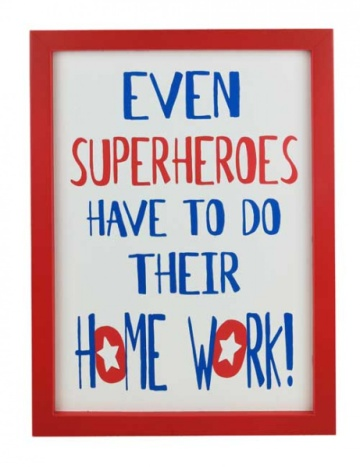 EVEN
SUPERHEROES
HAVE TO DO
THEIR
HOME WORK!